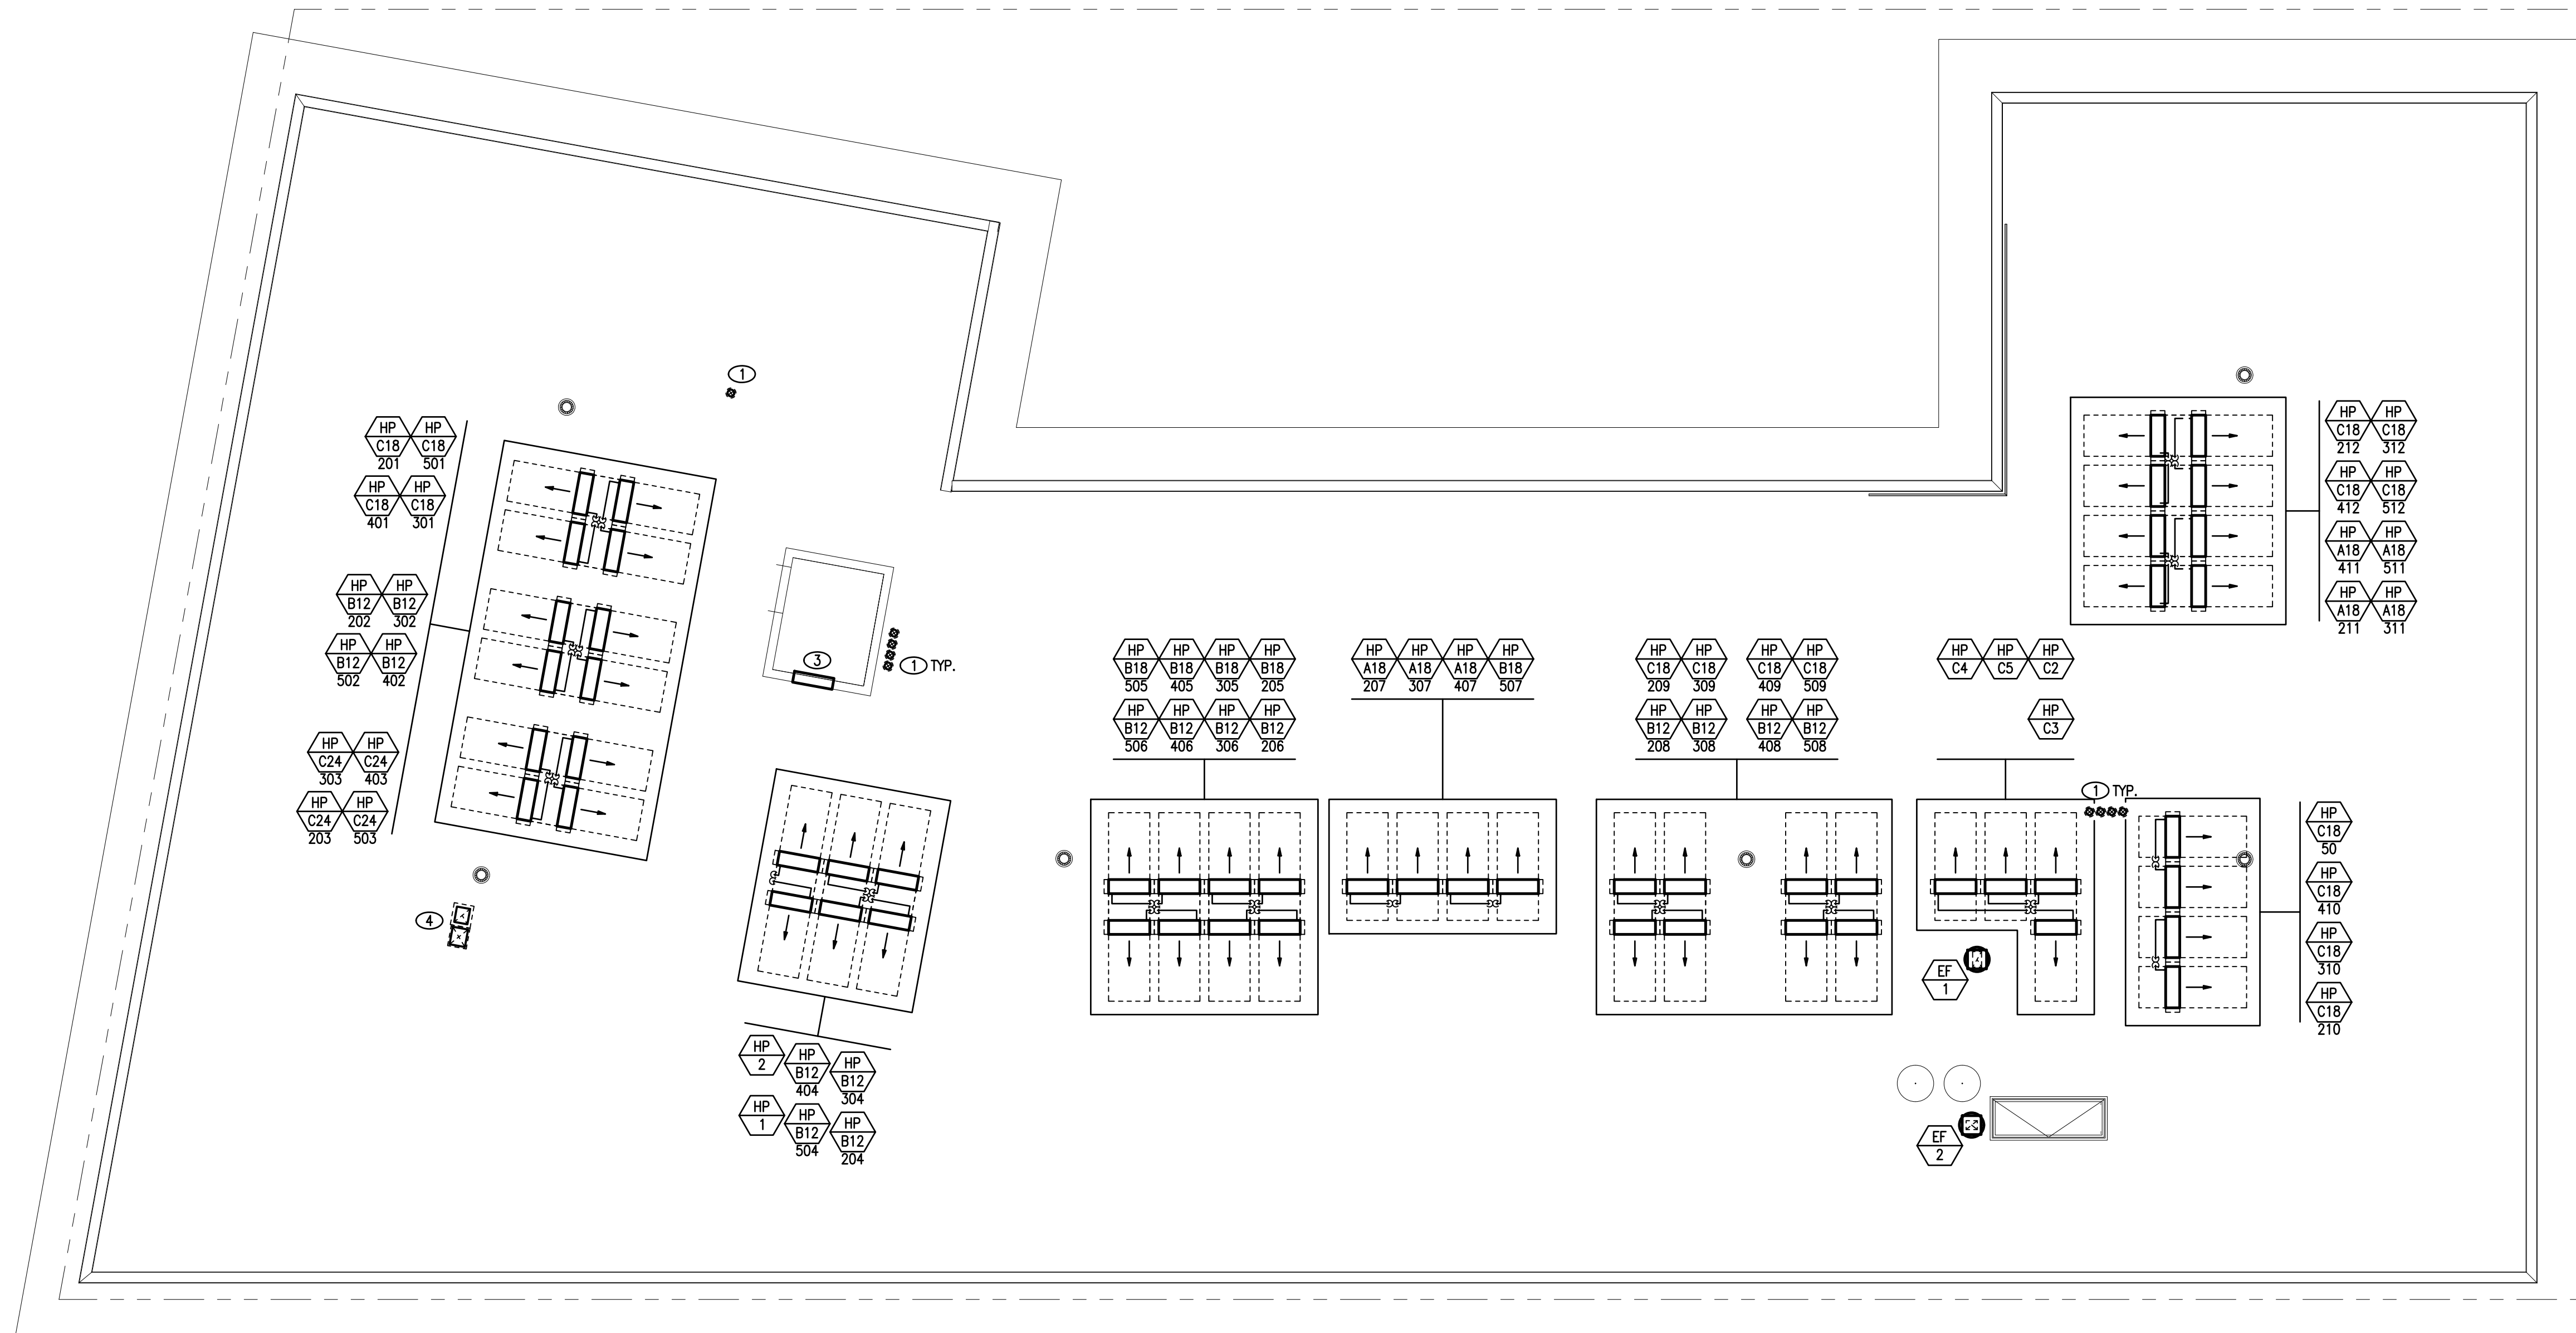 1
HP HP
C18 C18
201 501
HP HP
C18 C18
401 301
HP HP
B12 B12
202 302
HP HP
B12 B12
502 402
HP HP
C24 C24
303 403
HP HP
C24 C24
203 503
4
3
1 TYP.
HP
2
HP
B12
404
HP
B12
304
HP
1
HP
B12
504
HP
B12
204
HP HP HP HP
B18 B18 B18 B18
505 405 305 205
HP HP HP HP
B12 B12 B12 B12
506 406 306 206
HP HP HP HP
A18 A18 A18 B18
207 307 407 507
HP HP HP HP
C18 C18 C18 C18
209 309 409 509
HP HP HP HP
B12 B12 B12 B12
208 308 408 508
HP HP HP
C4 C5 C2
HP
C3
1 TYP.
EF
1
EF
2
HP HP
C18 C18
212 312
HP HP
C18 C18
412 512
HP HP
A18 A18
411 511
HP HP
A18 A18
211 311
HP
C18
50
HP
C18
410
HP
C18
310
HP
C18
210